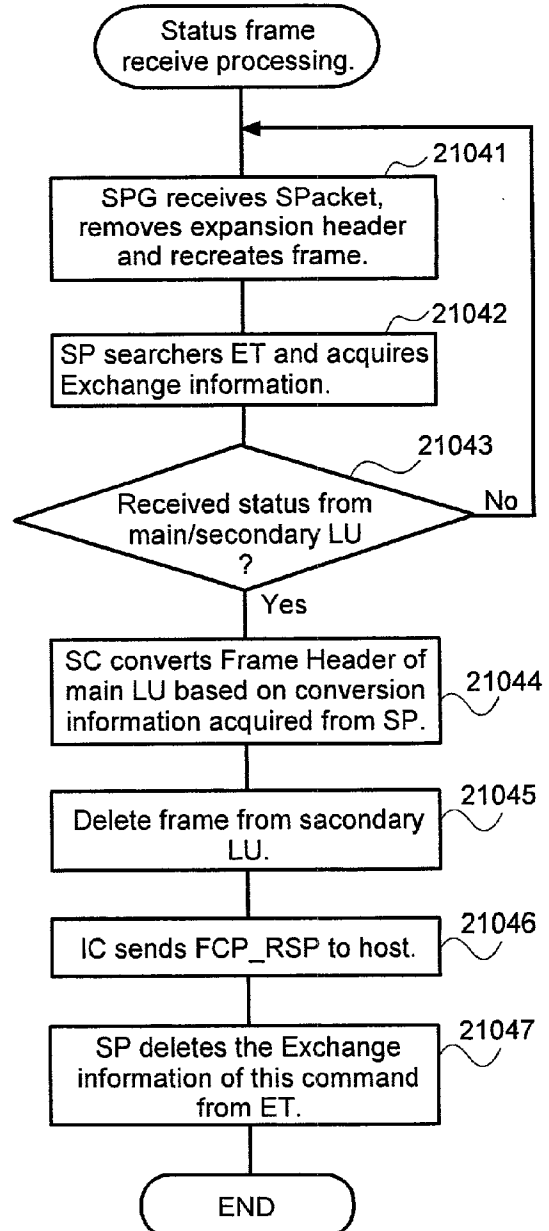 Status frame
receive processing.
21041
SPG receives SPacket,
removes expansion header
and recreates frame.
21042
SP searchers ET and acquires
Exchange information.
21043
Received status from
main/secondary LU
?
No
Yes
SC converts Frame Header of
main LU based on conversion
information acquired from SP.
21044
21045
Delete frame from sacondary
LU.
IC sends FCP_RSP to host.
21046
21047
SP deletes the Exchange
information of this command
from ET.
END